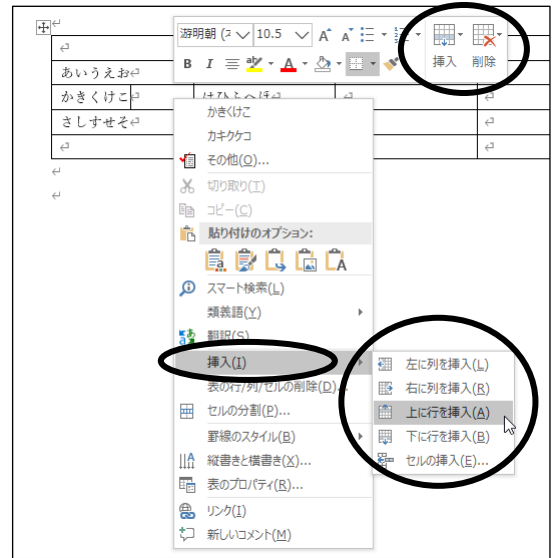 游明朝 (ス 10.5 A A
挿入 削除
B I A
あいうえお
かきくけこ はひふへほ
さしすせそ
かきくけこ
カキクケコ
その他(O)...
切り取り(T)
コピー(C)
貼り付けのオプション:
スマート検索(L)
類義語(Y)
翻訳(S)
挿入(I)
表の行/列/セルの削除(D)...
セルの分割(P)...
罫線のスタイル(B)
縦書きと横書き(X)...
表のプロパティ(R)...
リンク(I)
新しいコメント(M)
左に列を挿入(L)
右に列を挿入(R)
上に行を挿入(A)
下に行を挿入(B)
セルの挿入(E)...